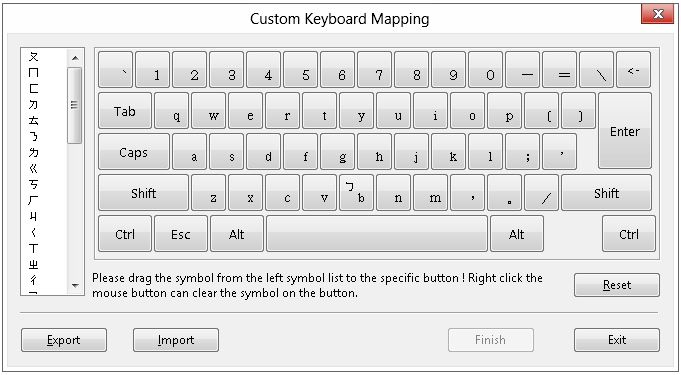 Custom Keyboard Mapping
ㄆ
ㄇ
ㄈ
ㄉ
ㄊ
ㄋ
ㄌ
ㄍ
ㄎ
ㄏ
ㄐ
ㄑ
ㄒ
ㄓ
ㄔ
` 1 2 3 4 5 6 7 8 9 0 － ＝ \ <-
Tab q w e r t y u i o p [ ]
Enter
Caps a s d f g h j k l ; '
Shift z x c v ㄅ b n m , 。 / Shift
Ctrl Esc Alt Alt Ctrl
Please drag the symbol from the left symbol list to the specific button ! Right click the
mouse button can clear the symbol on the button.
Reset
Export Import Finish Exit